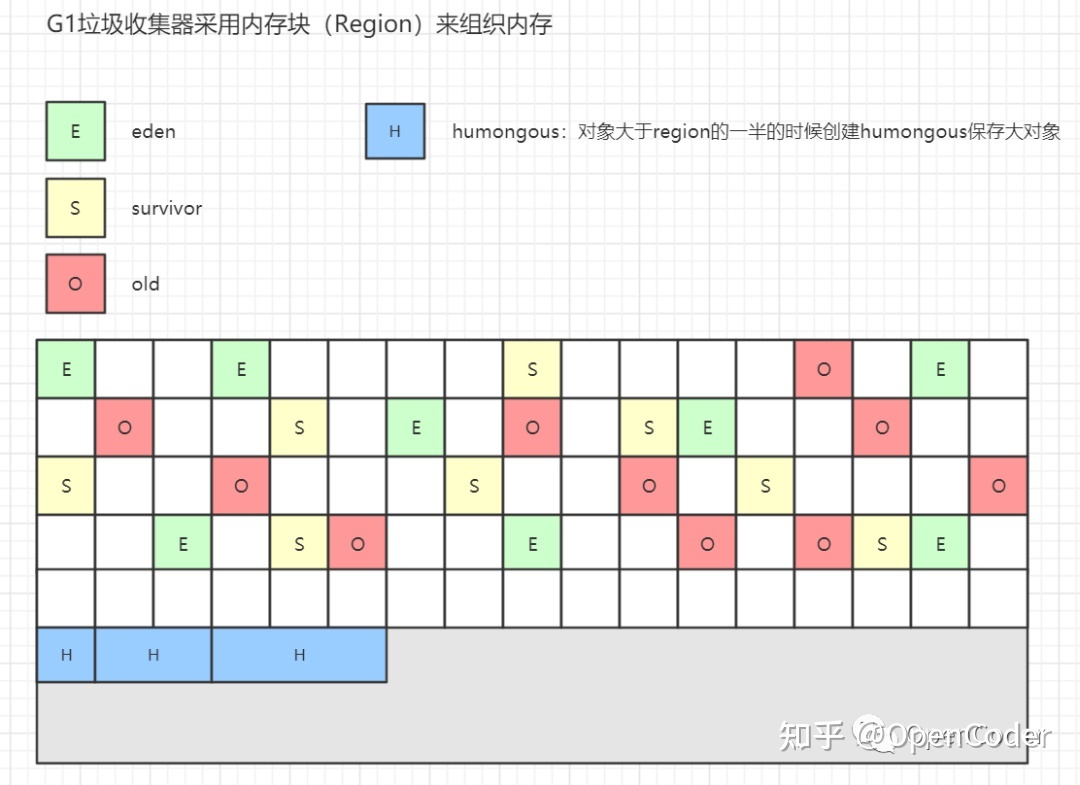 G1垃圾收集器采用内存块（Region）来组织内存
E eden H humongous：对象大于region的一半的时候创建humongous保存大对象
S survivor
O old
E E S O E
O S E O S E O
S O S O S O
E S O E O O S E
H H H
知乎 @OpenCoder